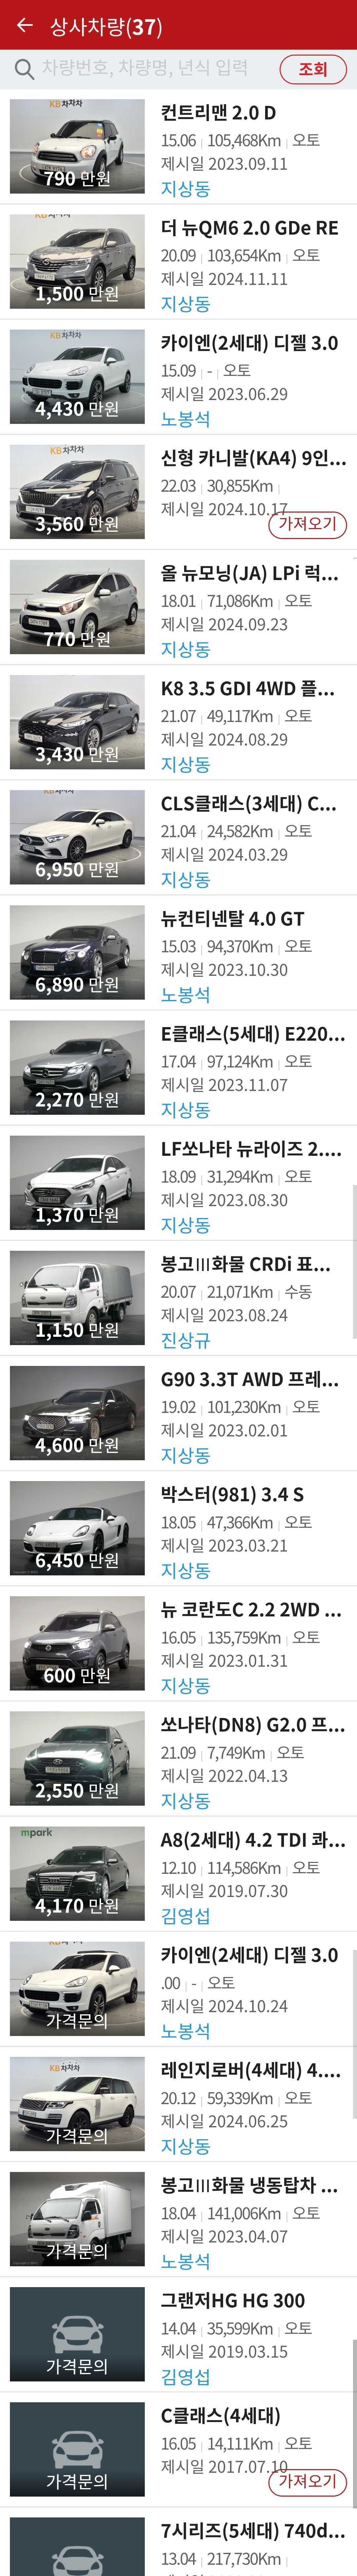 상사차량(37)
차량번호, 차량명, 년식 입력
조회
KB차차차
790 만원
컨트리맨 2.0 D
15.06 | 105,468Km | 오토
제시일 2023.09.11
지상동
KB차차차
1,500 만원
더 뉴QM6 2.0 GDe RE
20.09 | 103,654Km | 오토
제시일 2024.11.11
지상동
KB차차차
4,430 만원
카이엔(2세대) 디젤 3.0
15.09 | - | 오토
제시일 2023.06.29
노봉석
KB차차차
3,560 만원
신형 카니발(KA4) 9인...
22.03 | 30,855Km |
제시일 2024.10.17
가져오기
770 만원
올 뉴모닝(JA) LPi 럭...
18.01 | 71,086Km | 오토
제시일 2024.09.23
지상동
3,430 만원
K8 3.5 GDI 4WD 플...
21.07 | 49,117Km | 오토
제시일 2024.08.29
지상동
KB차차차
6,950 만원
CLS클래스(3세대) C...
21.04 | 24,582Km | 오토
제시일 2024.03.29
지상동
6,890 만원
뉴컨티넨탈 4.0 GT
15.03 | 94,370Km | 오토
제시일 2023.10.30
노봉석
2,270 만원
E클래스(5세대) E220...
17.04 | 97,124Km | 오토
제시일 2023.11.07
지상동
1,370 만원
LF쏘나타 뉴라이즈 2....
18.09 | 31,294Km | 오토
제시일 2023.08.30
지상동
1,150 만원
봉고III화물 CRDi 표...
20.07 | 21,071Km | 수동
제시일 2023.08.24
진상규
4,600 만원
G90 3.3T AWD 프레...
19.02 | 101,230Km | 오토
제시일 2023.02.01
지상동
6,450 만원
박스터(981) 3.4 S
18.05 | 47,366Km | 오토
제시일 2023.03.21
지상동
600 만원
뉴 코란도C 2.2 2WD ...
16.05 | 135,759Km | 오토
제시일 2023.01.31
지상동
2,550 만원
쏘나타(DN8) G2.0 프...
21.09 | 7,749Km | 오토
제시일 2022.04.13
지상동
mpark
4,170 만원
A8(2세대) 4.2 TDI 콰...
12.10 | 114,586Km | 오토
제시일 2019.07.30
김영섭
KB차차차
가격문의
카이엔(2세대) 디젤 3.0
.00 | - | 오토
제시일 2024.10.24
노봉석
KB차차차
가격문의
레인지로버(4세대) 4....
20.12 | 59,339Km | 오토
제시일 2024.06.25
지상동
가격문의
봉고III화물 냉동탑차 ...
18.04 | 141,006Km | 오토
제시일 2023.04.07
노봉석
가격문의
그랜저HG HG 300
14.04 | 35,599Km | 오토
제시일 2019.03.15
김영섭
가격문의
C클래스(4세대)
16.05 | 14,111Km | 오토
제시일 2017.07.10
가져오기
7시리즈(5세대) 740d...
13.04 | 217,730Km |